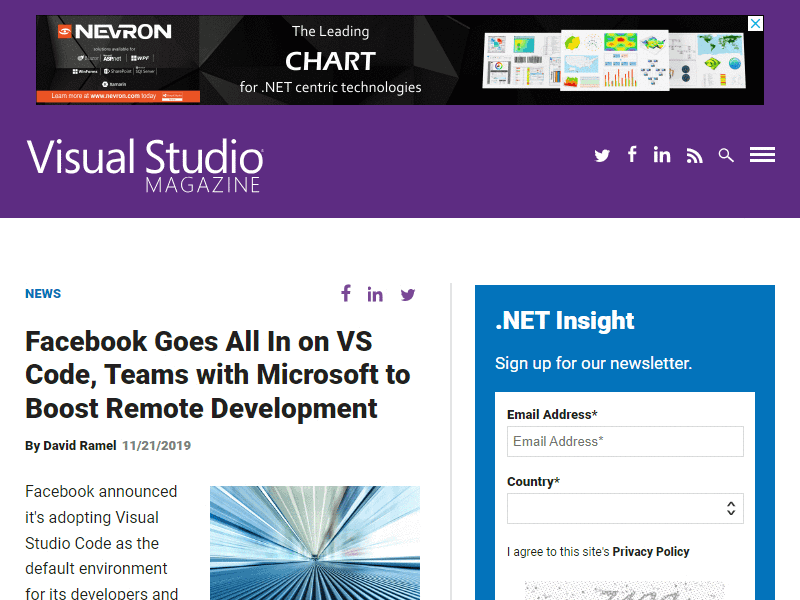 NEVRON
solutions available for
ASP.net
WPF
WinForms
SharePoint
SQL Server
Xamarin
Learn more at www.nevron.com today
The Leading
CHART
for .NET centric technologies
Visual Studio
MAGAZINE
NEWS
Facebook Goes All In on VS
Code, Teams with Microsoft to
Boost Remote Development
By David Ramel 11/21/2019
Facebook announced
it's adopting Visual
Studio Code as the
default environment
for its developers and
.NET Insight
Sign up for our newsletter.
Email Address*
Email Address*
Country*
I agree to this site's Privacy Policy